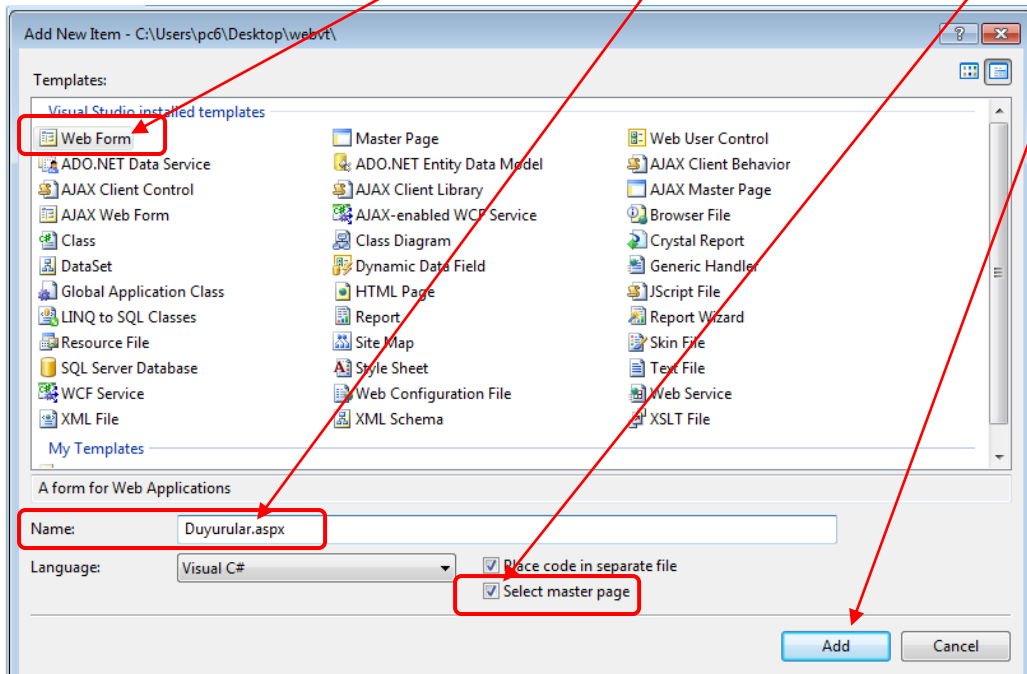 Add New Item - C:\Users\pc6\Desktop\webvt\
Templates:
Visual Studio installed templates
Web Form Master Page Web User Control
ADO.NET Data Service ADO.NET Entity Data Model AJAX Client Behavior
AJAX Client Control AJAX Client Library AJAX Master Page
AJAX Web Form AJAX-enabled WCF Service Browser File
Class Class Diagram Crystal Report
DataSet Dynamic Data Field Generic Handler
Global Application Class HTML Page JScript File
LINQ to SQL Classes Report Report Wizard
Resource File Site Map Skin File
SQL Server Database Style Sheet Text File
WCF Service Web Configuration File Web Service
XML File XML Schema XSLT File
My Templates
A form for Web Applications
Name: Duyurular.aspx
Language: Visual C# Place code in separate file
Select master page
Add Cancel